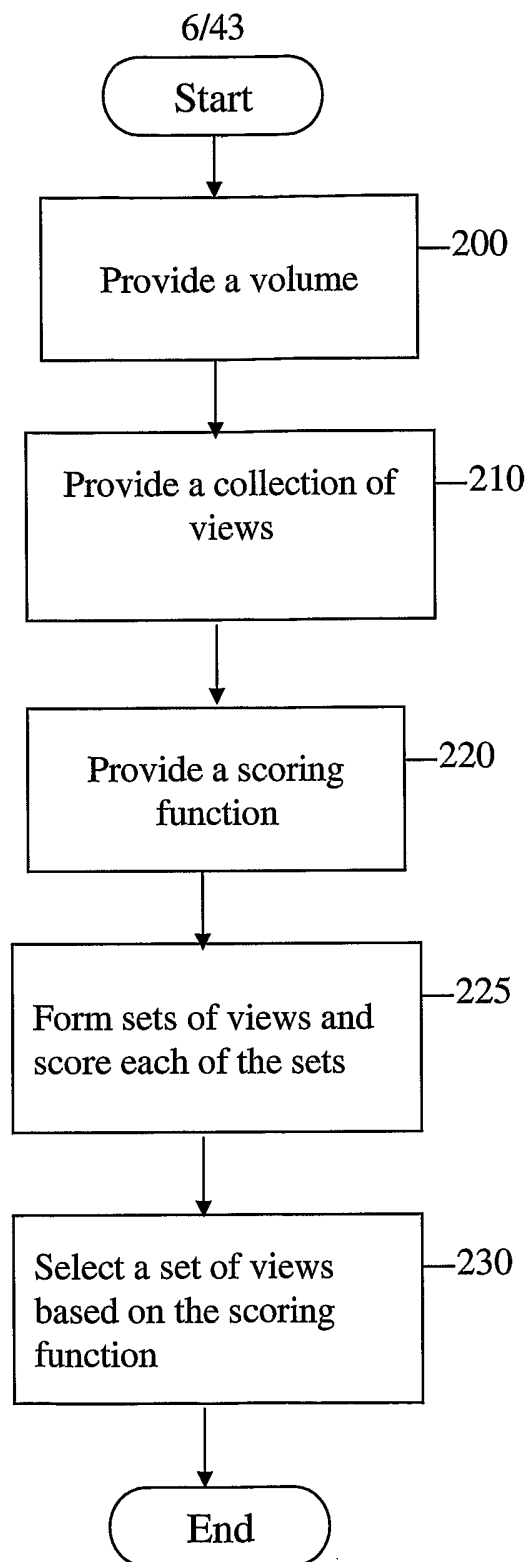 6/43
Start
200
Provide a volume
210
Provide a collection of
views
220
Provide a scoring
function
225
Form sets of views and
score each of the sets
230
Select a set of views
based on the scoring
function
End